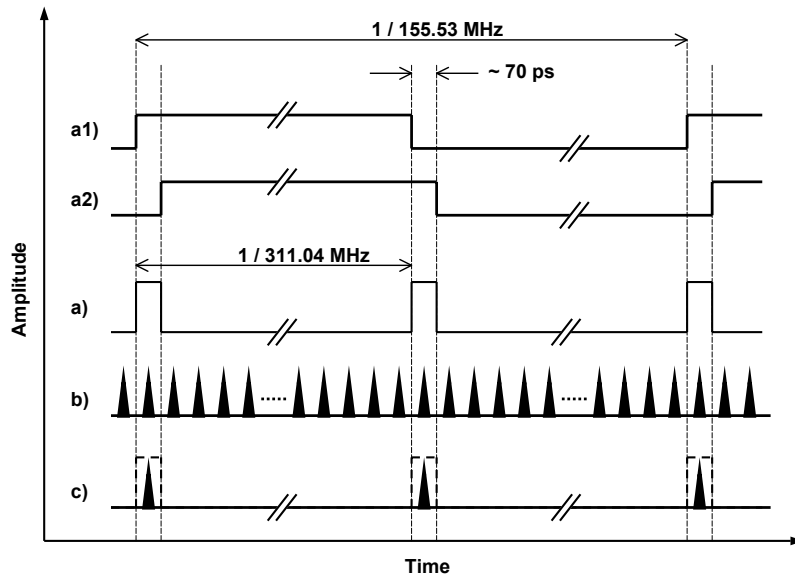 1 / 155.53 MHz
~ 70 ps
a1)
a2)
1 / 311.04 MHz
a)
b)
c)
Amplitude
Time